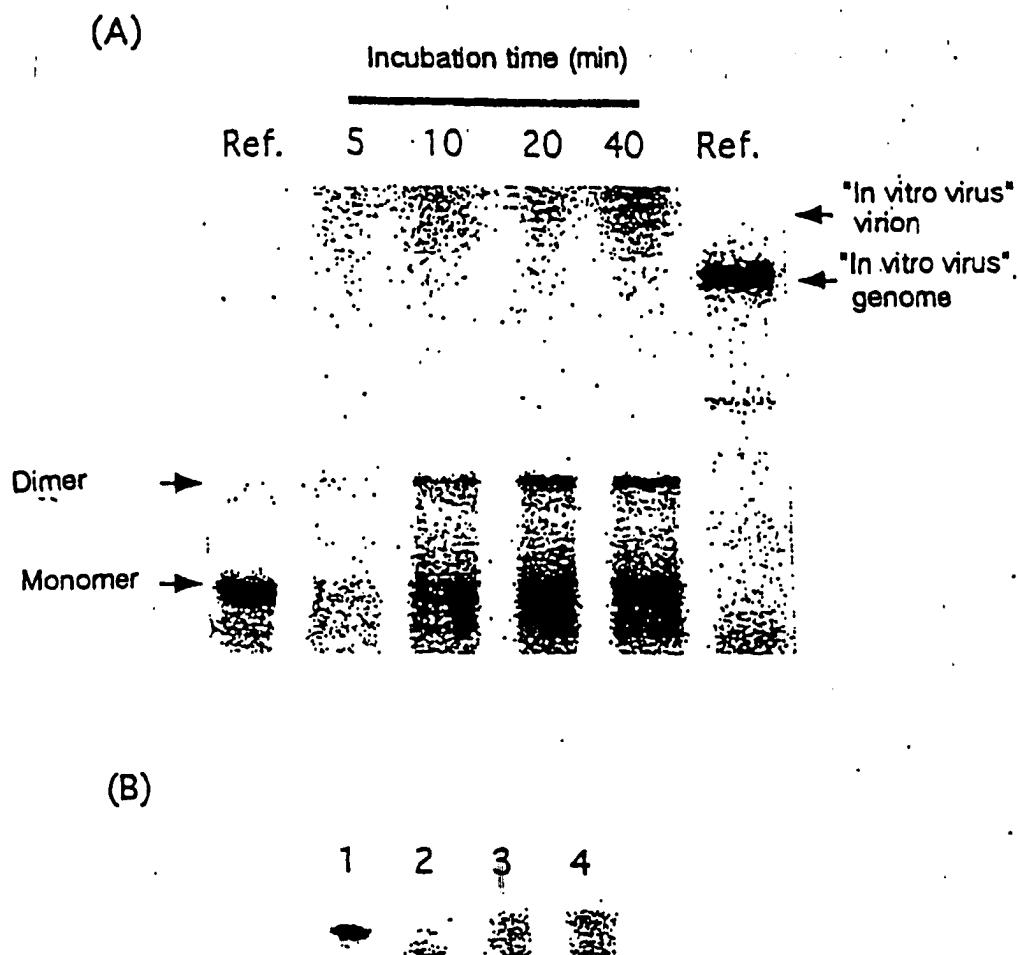 (A)
Incubation time (min)
Ref. 5 10 20 40 Ref.
"In vitro virus"
virion
"In vitro virus"
genome
Dimer
Monomer
(B)
1 2 3 4